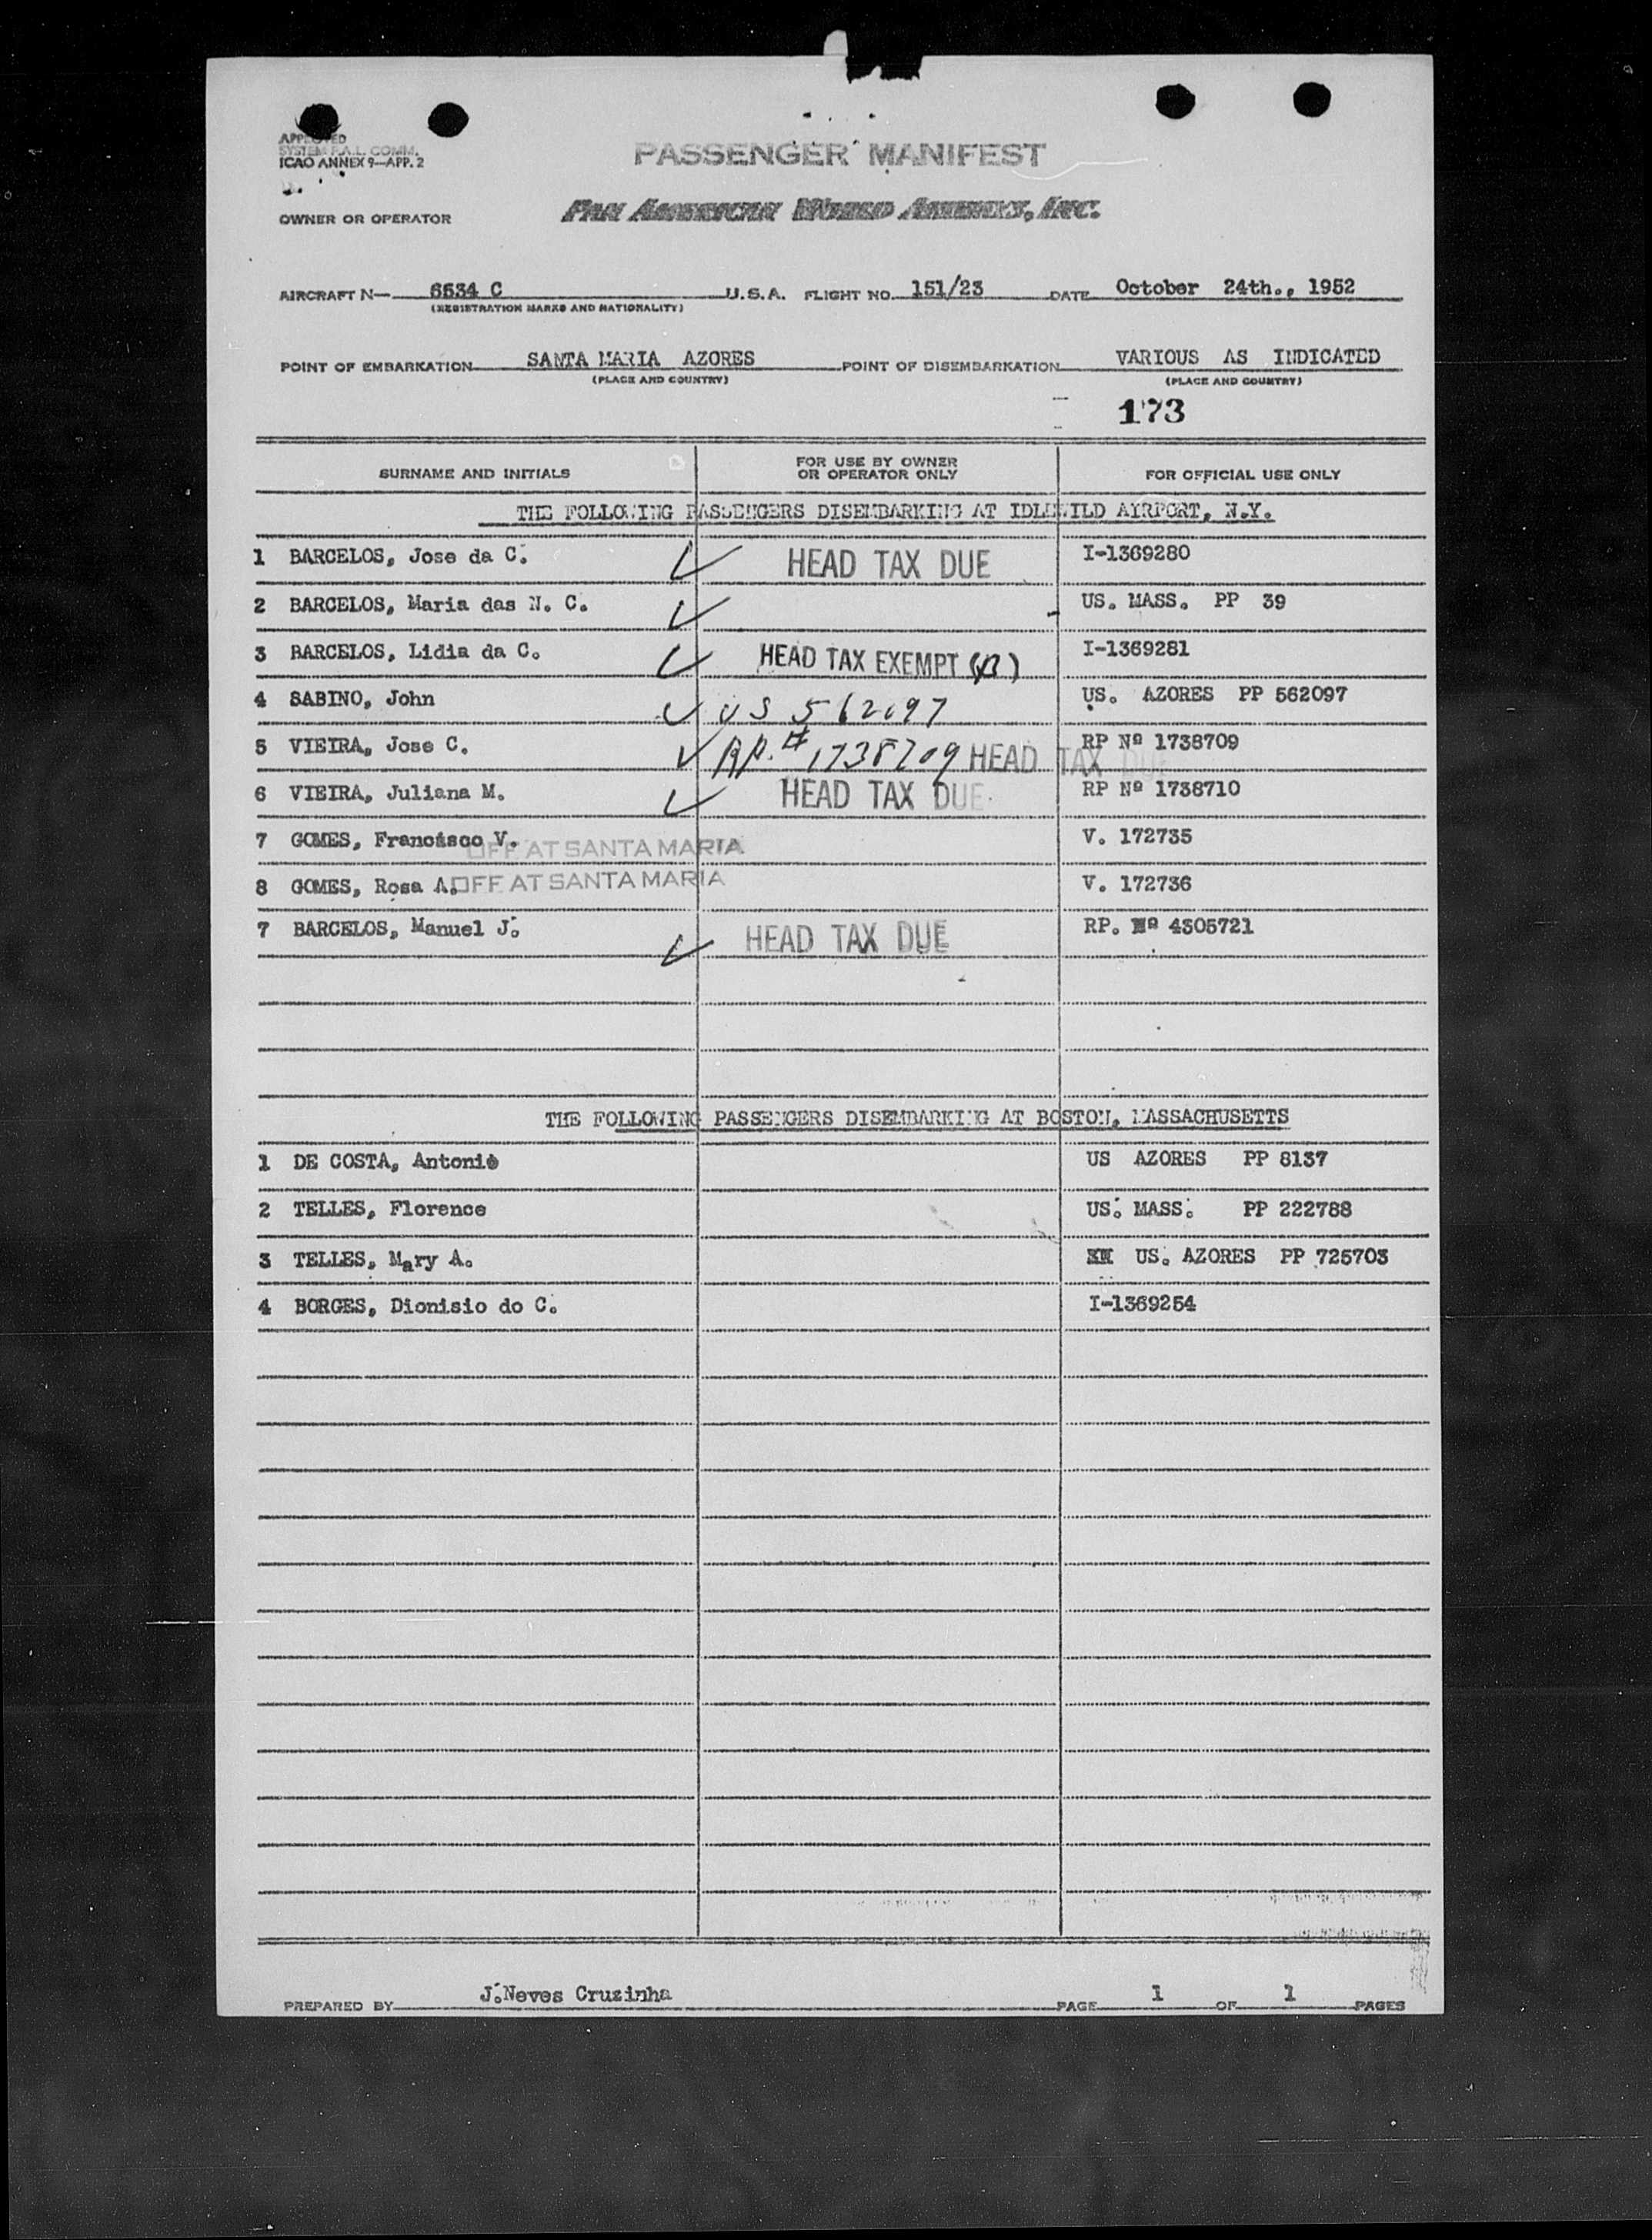 APPROVED
SYSTEM F.A.L. COMM.
ICAO ANNEX 9—APP. 2
PASSENGER MANIFEST
OWNER OR OPERATOR PAN AMERICAN WORLD AIRWAYS, INC.
AIRCRAFT N— 6534 C U.S.A. FLIGHT NO. 151/23 DATE October 24th., 1952
(REGISTRATION MARKS AND NATIONALITY)
POINT OF EMBARKATION SANTA MARIA AZORES POINT OF DISEMBARKATION VARIOUS AS INDICATED
(PLACE AND COUNTRY) (PLACE AND COUNTRY)
173
SURNAME AND INITIALS FOR USE BY OWNER OR OPERATOR ONLY FOR OFFICIAL USE ONLY
THE FOLLOWING PASSENGERS DISEMBARKING AT IDLEWILD AYRPORT, N.Y.
1 BARCELOS, Jose da C. ✓ HEAD TAX DUE I-1369280
2 BARCELOS, Maria das N. C. ✓ US. MASS. PP 39
3 BARCELOS, Lidia da C. ✓ HEAD TAX EXEMPT I-1369281
4 SABINO, John ✓ US 562097 US. AZORES PP 562097
5 VIEIRA, Jose C. ✓ RP. # 1738709 HEAD TAX DUE RP Nº 1738709
6 VIEIRA, Juliana M. ✓ HEAD TAX DUE RP Nº 1738710
7 GOMES, Francisco V. OFF AT SANTA MARIA V. 172735
8 GOMES, Rosa A. OFF AT SANTA MARIA V. 172736
7 BARCELOS, Manuel J. ✓ HEAD TAX DUE RP. Nº 4305721
THE FOLLOWING PASSENGERS DISEMBARKING AT BOSTON, MASSACHUSETTS
1 DE COSTA, Antonio US AZORES PP 8137
2 TELLES, Florence US. MASS. PP 222788
3 TELLES, Mary A. US. AZORES PP 725703
4 BORGES, Dionisio do C. I-1369254
PREPARED BY J. Neves Cruzinha PAGE 1 OF 1 PAGES